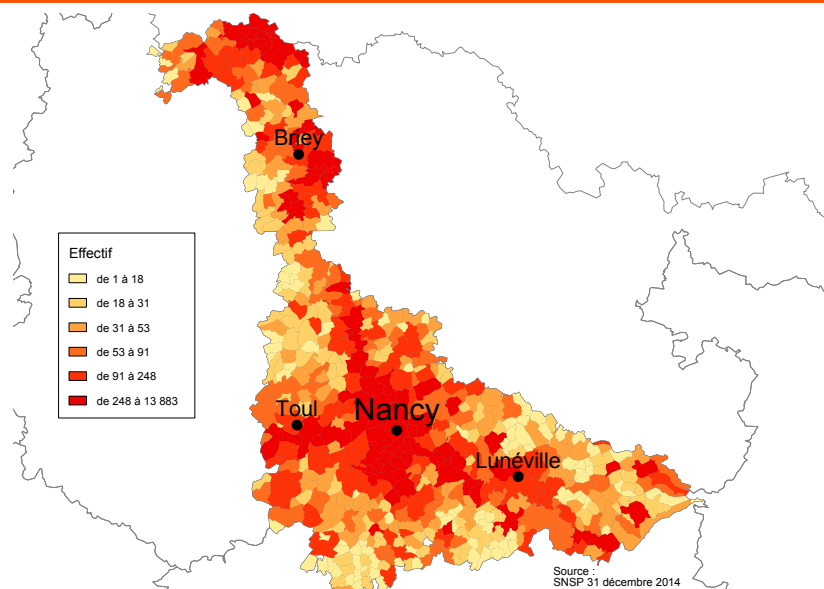 Briey
Effectif
de 1 à 18
de 18 à 31
de 31 à 53
de 53 à 91
de 91 à 248
de 248 à 13 883
Toul
Nancy
Lunéville
Source :
SNSP 31 décembre 2014